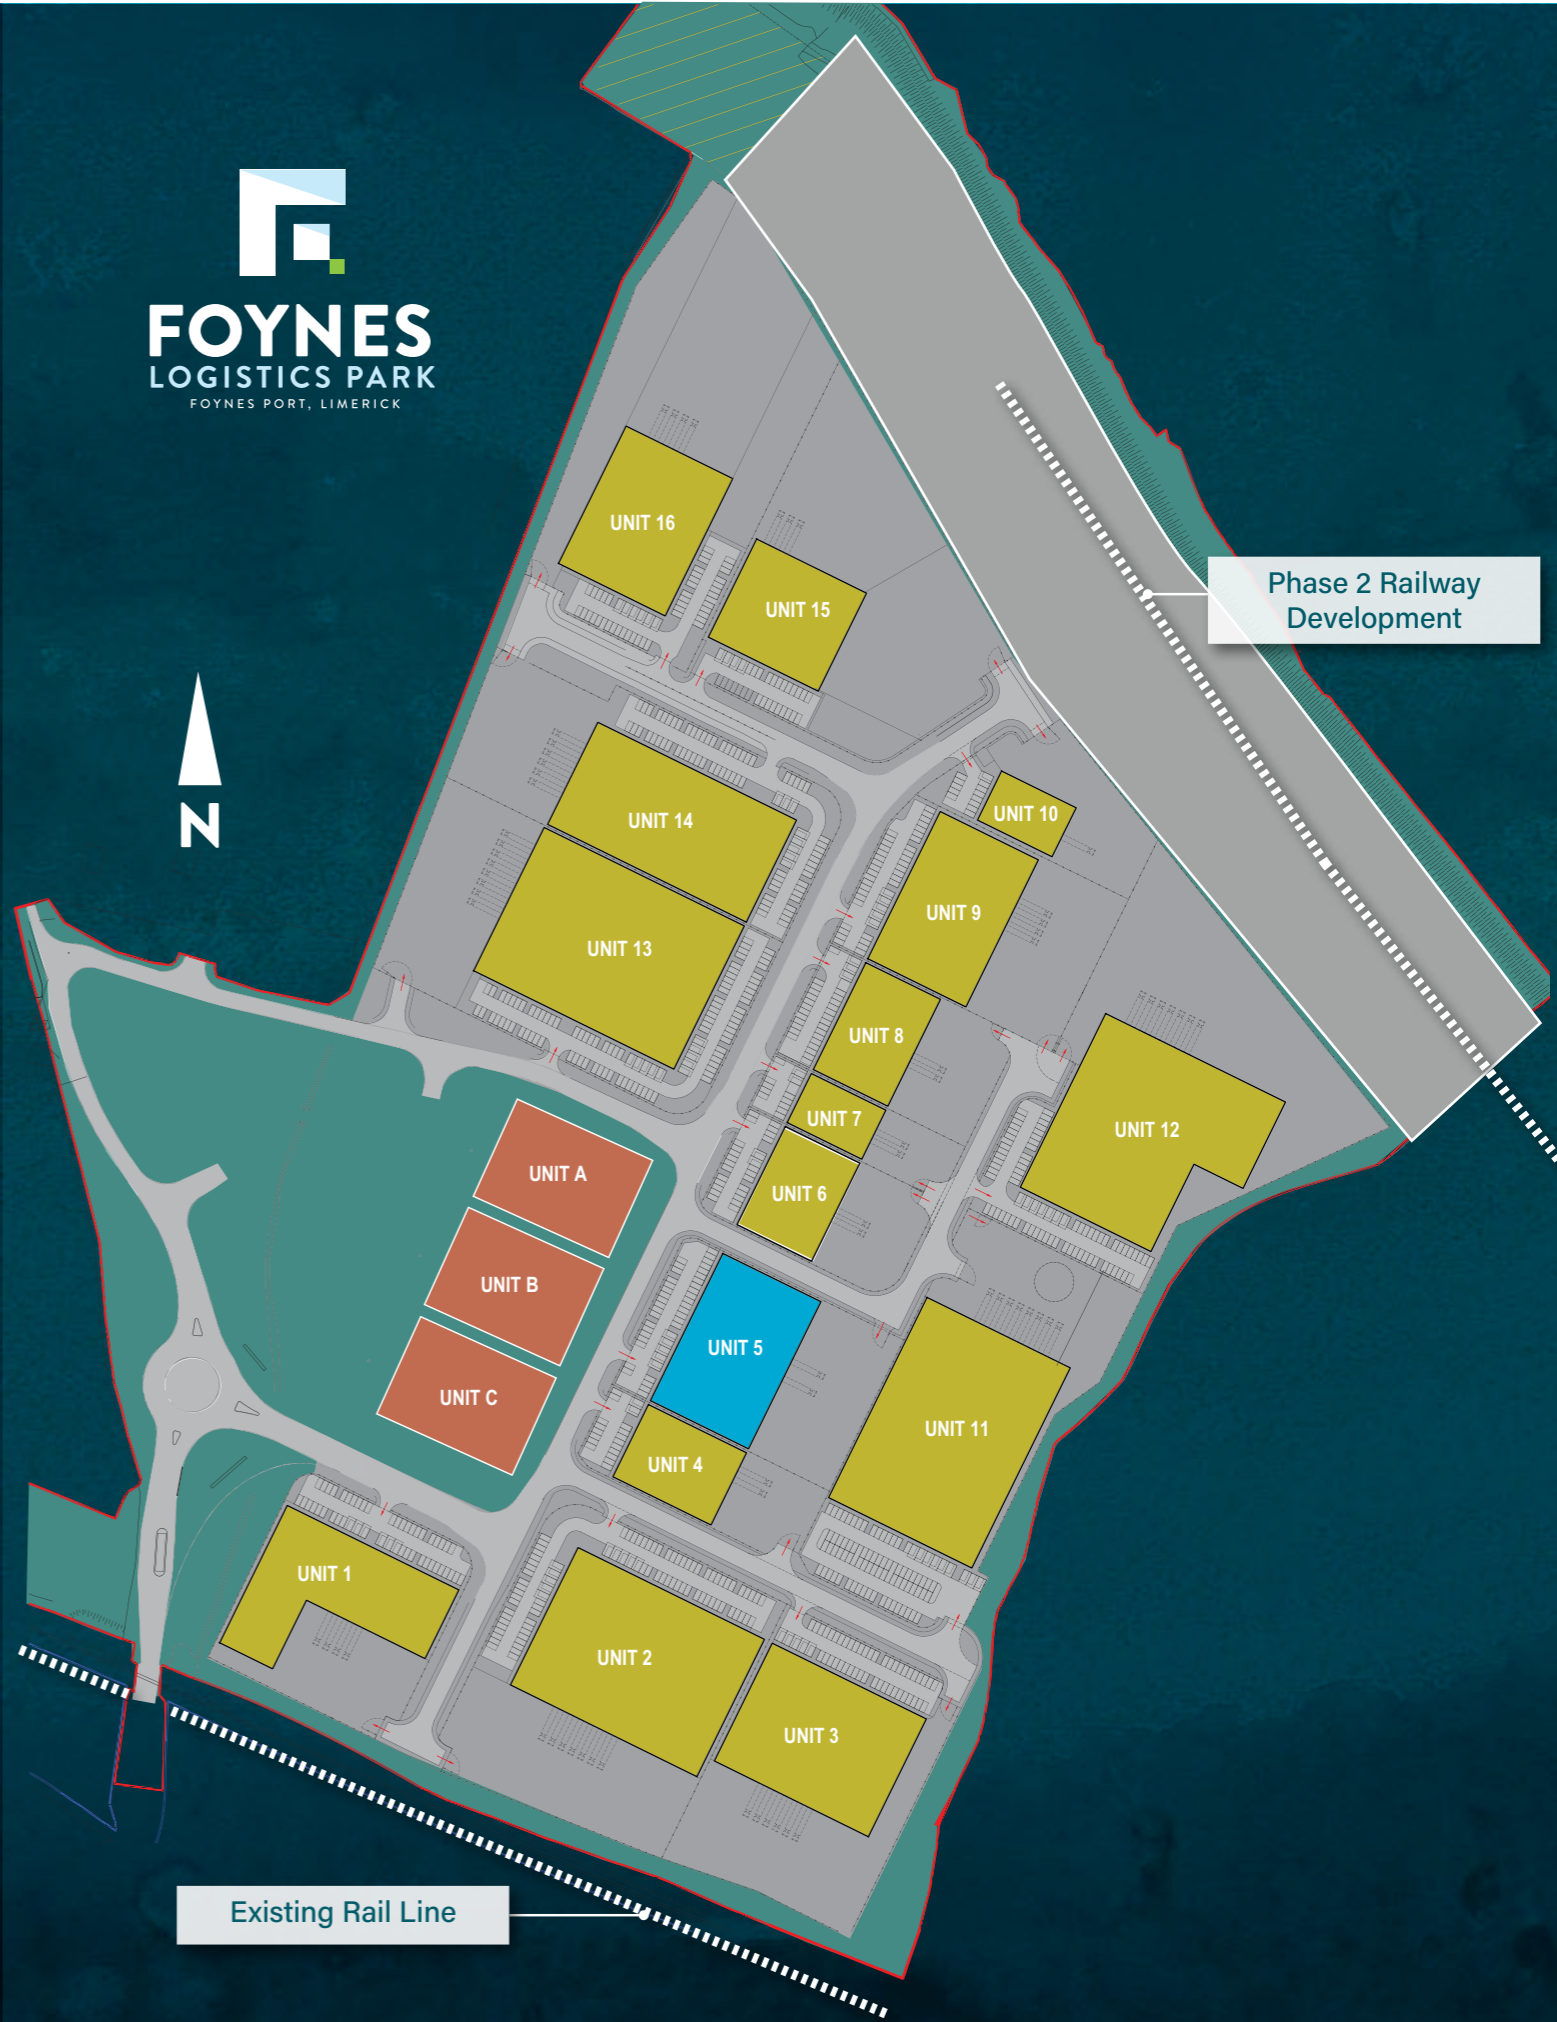 FOYNES
LOGISTICS PARK
FOYNES PORT, LIMERICK
UNIT 16
Phase 2 Railway
Development
UNIT 15
N
UNIT 14
UNIT 10
UNIT 9
UNIT 13
UNIT 8
UNIT 7
UNIT 12
UNIT A
UNIT 6
UNIT B
UNIT 5
UNIT C
UNIT 11
UNIT 4
UNIT 1
UNIT 2
UNIT 3
Existing Rail Line